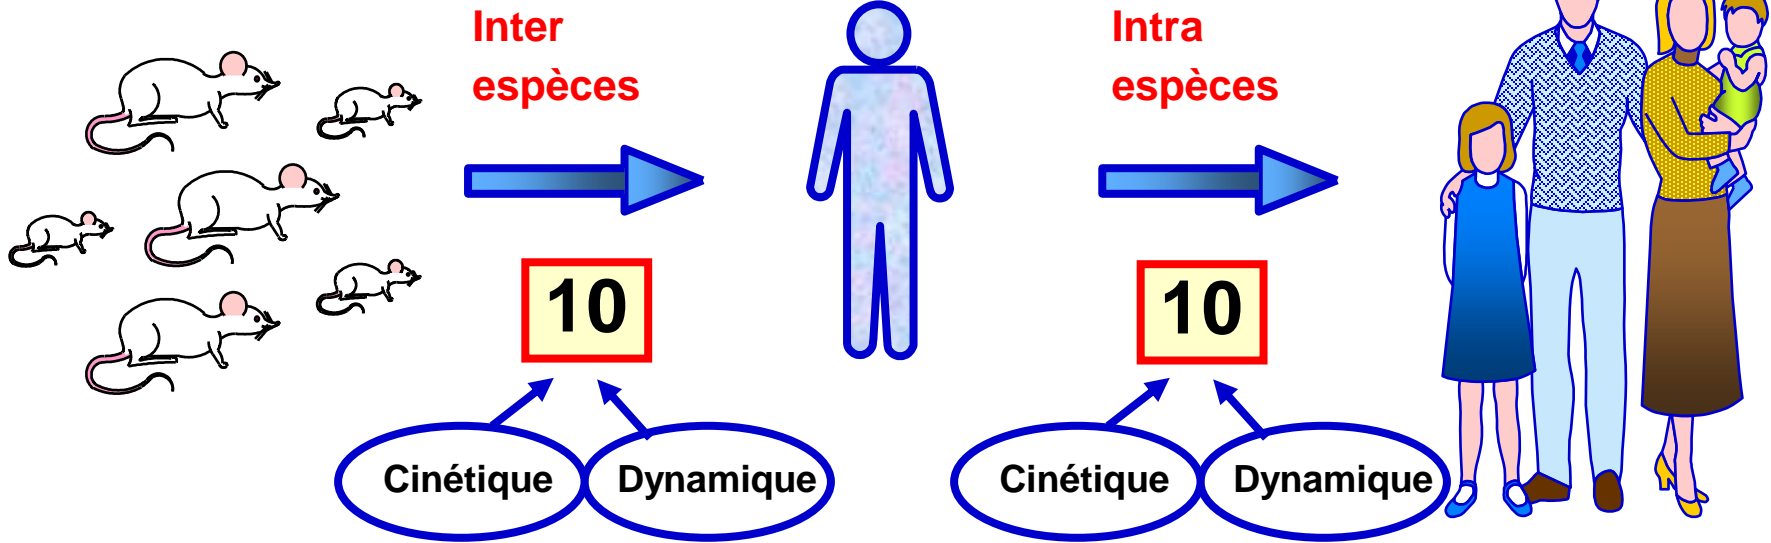 Inter
espèces
10
Cinétique
Dynamique
Intra
espèces
10
Cinétique
Dynamique